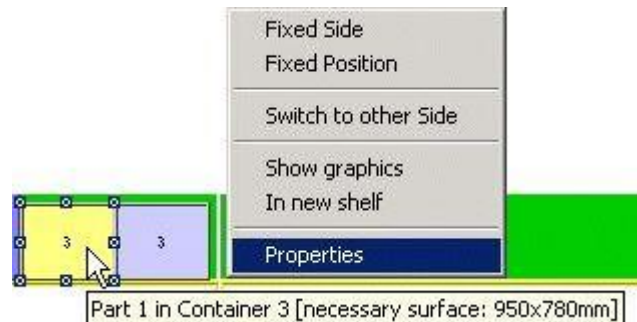 Fixed Side
Fixed Position
Switch to other Side
Show graphics
In new shelf
Properties
3
3
Part 1 in Container 3 [necessary surface: 950x780mm]